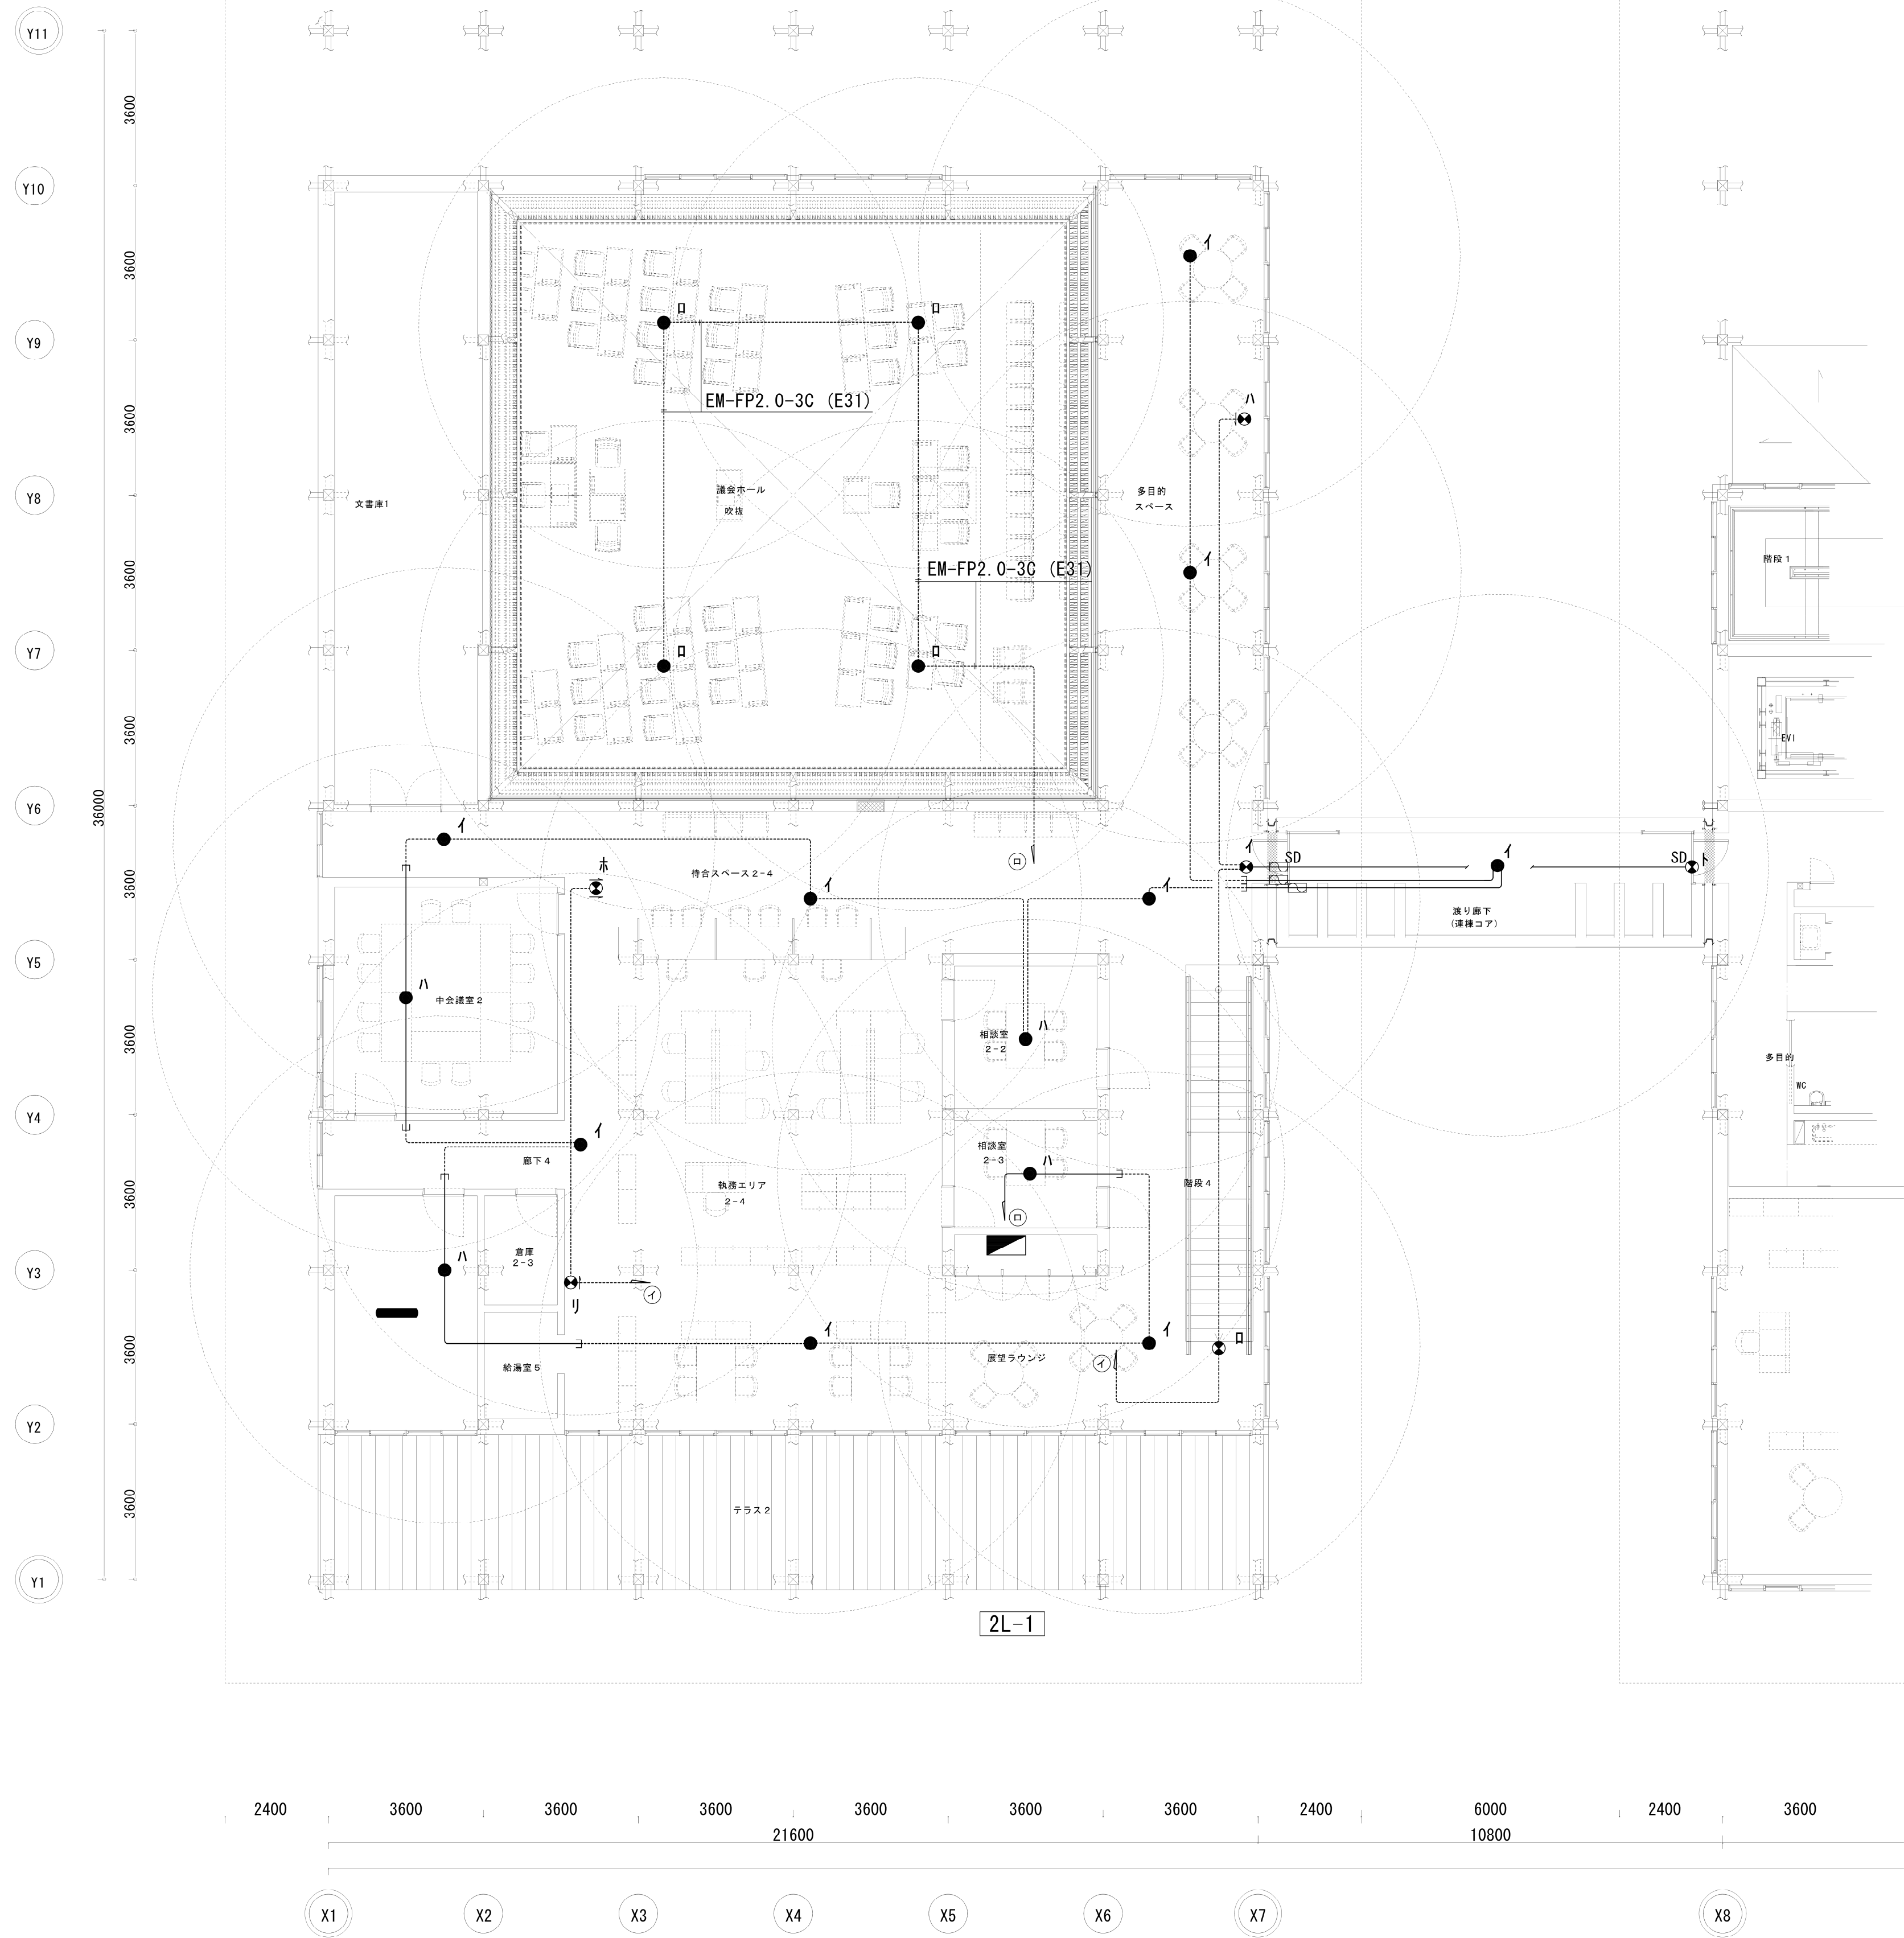 Y11
3600
Y10
3600
イ
ロ
ロ
Y9
EM-FP2.0-3C (E31)
ハ
3600
Y8
文書庫1
議会ホール
吹抜
多目的
スペース
3600
EM-FP2.0-3C (E31)
イ
階段1
Y7
ロ
ロ
3600
EV1
Y6
36000
イ
ホ
待合スペース2-4
ロ
イ
SD
イ
SD
ト
3600
イ
イ
渡り廊下
(連棟コア)
Y5
ハ
中会議室2
ハ
相談室
2-2
3600
多目的
WC
Y4
イ
廊下4
相談室
2-3
ハ
3600
執務エリア
2-4
階段4
ロ
倉庫
2-3
ハ
Y3
イ
リ
3600
イ
イ
ロ
給湯室5
展望ラウンジ
イ
Y2
3600
テラス2
Y1
2L-1
2400
3600
3600
3600
3600
3600
3600
2400
6000
2400
3600
21600
10800
X1
X2
X3
X4
X5
X6
X7
X8